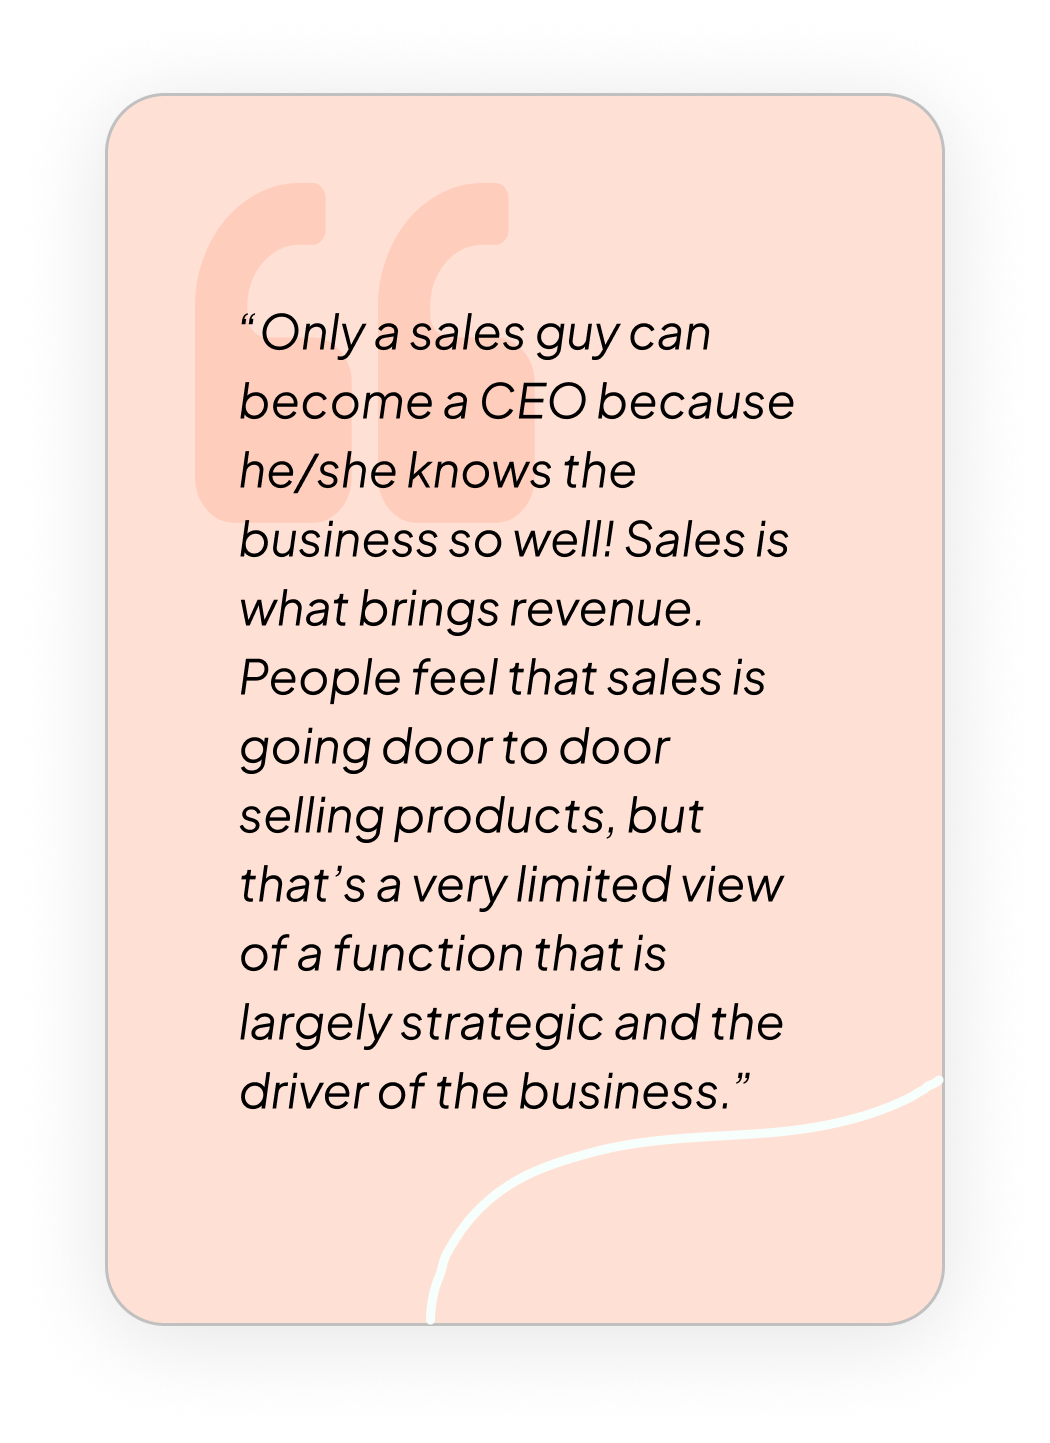 “Only a sales guy can
become a CEO because
he/she knows the
business so well! Sales is
what brings revenue.
People feel that sales is
going door to door
selling products, but
that’s a very limited view
of a function that is
largely strategic and the
driver of the business.”